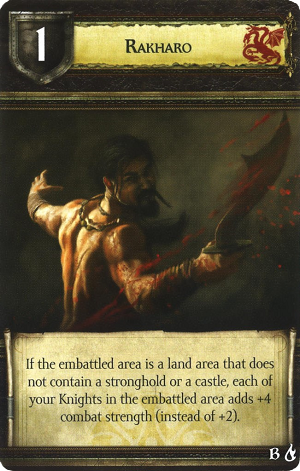 1
Rakharo
If the embattled area is a land area that does
not contain a stronghold or a castle, each of
your Knights in the embattled area adds +4
combat strength (instead of +2).
B